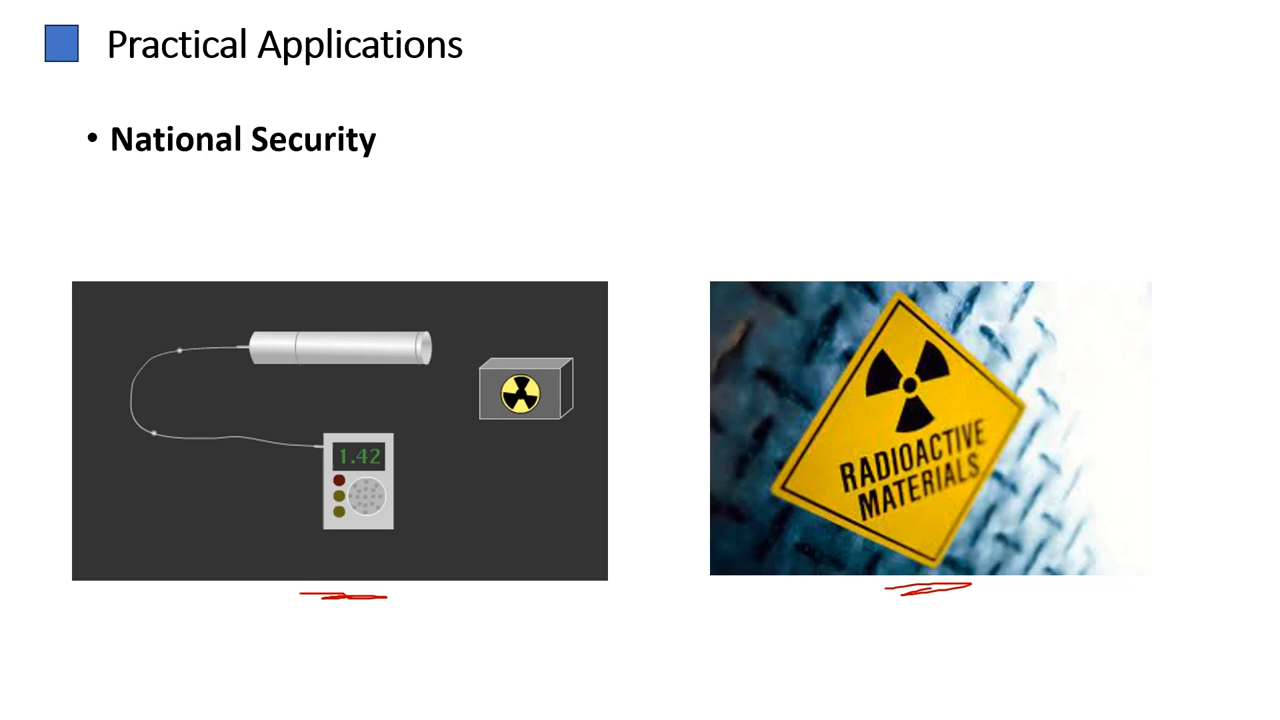 Practical Applications
• National Security
1.42
RADIOACTIVE
MATERIALS